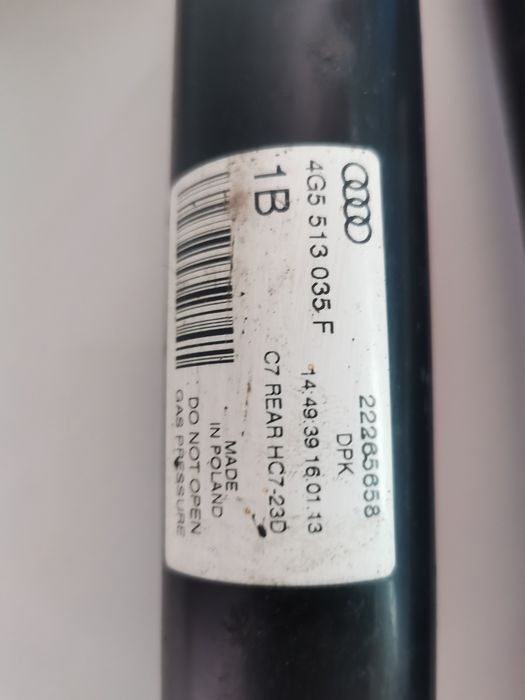 4G5 513 035 F
1B
22265658
DPK
14:49:39 16.01.13
C7 REAR HC7-23D
MADE
IN POLAND
DO NOT OPEN
GAS PRESSURE